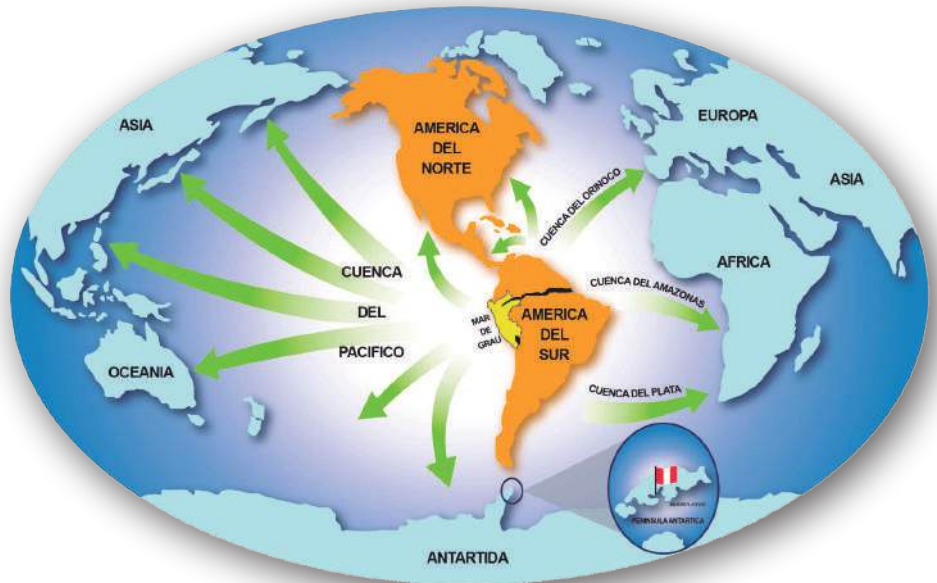 ASIA
AMERICA
DEL
NORTE
EUROPA
ASIA
CUENCA DEL ORINOCO
AFRICA
CUENCA
DEL
PACIFICO
CUENCA DEL AMAZONAS
MAR
DE
GRAU
AMERICA
DEL
SUR
OCEANIA
CUENCA DEL PLATA
PENINSULA ANTARTICA
ANTARTIDA